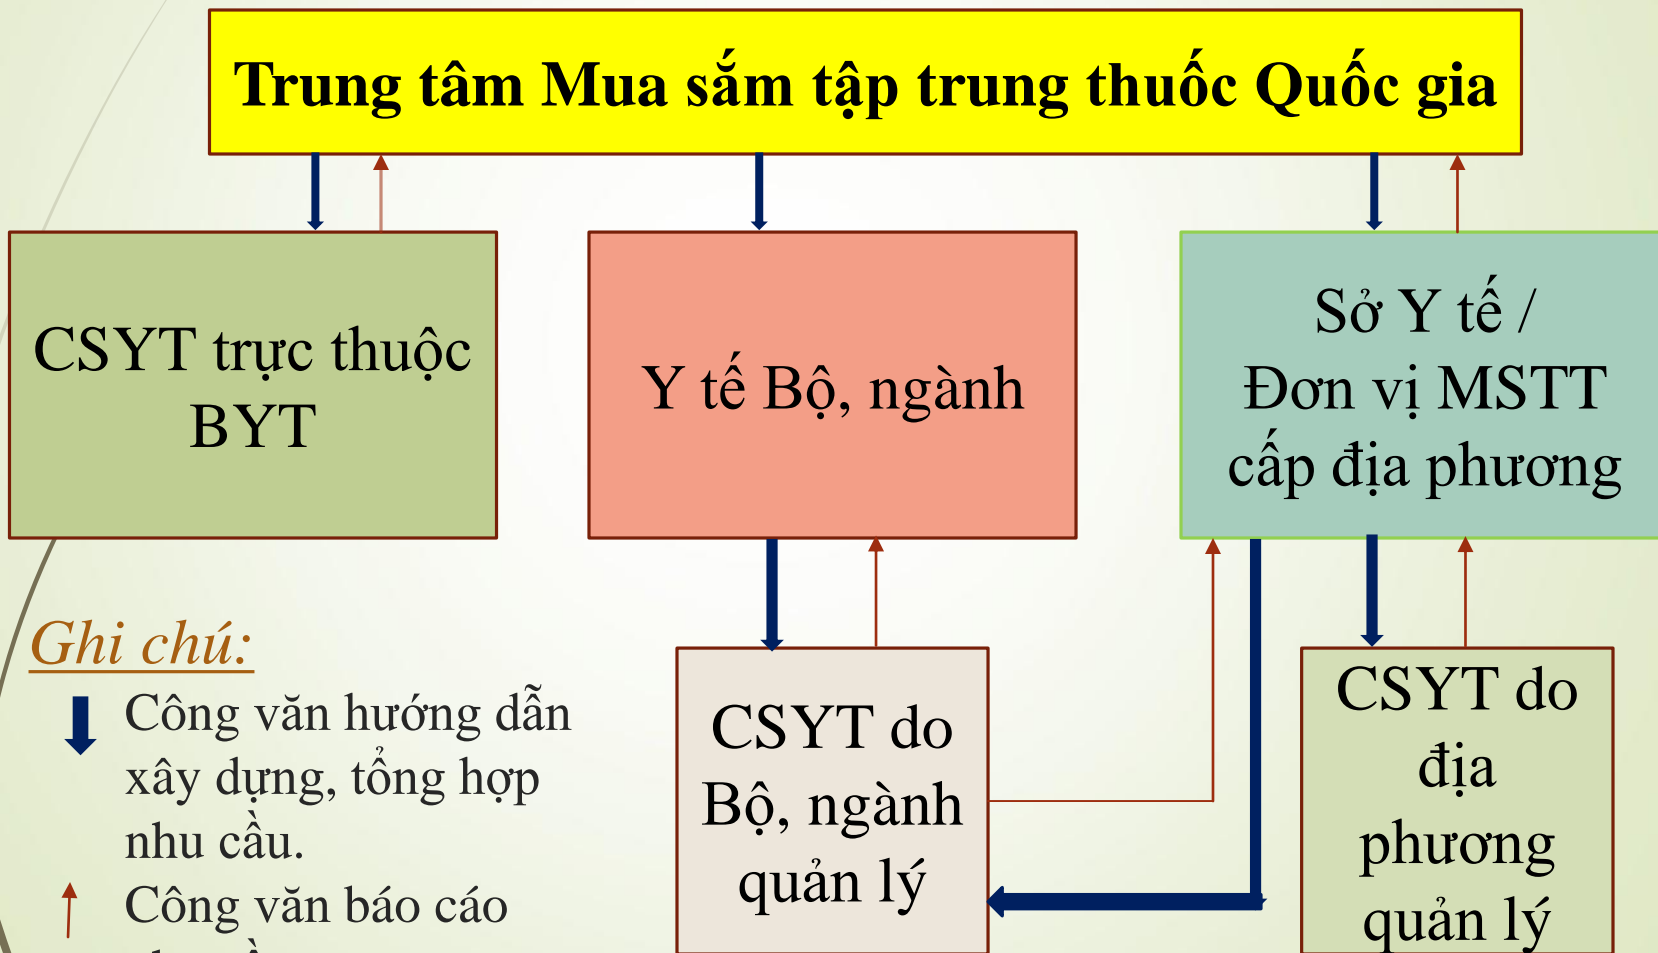 Trung tâm Mua sắm tập trung thuốc Quốc gia
CSYT trực thuộc
BYT
Y tế Bộ, ngành
Sở Y tế /
Đơn vị MSTT
cấp địa phương
Ghi chú:
Công văn hướng dẫn
xây dựng, tổng hợp
nhu cầu.
Công văn báo cáo
CSYT do
Bộ, ngành
quản lý
CSYT do
địa
phương
quản lý